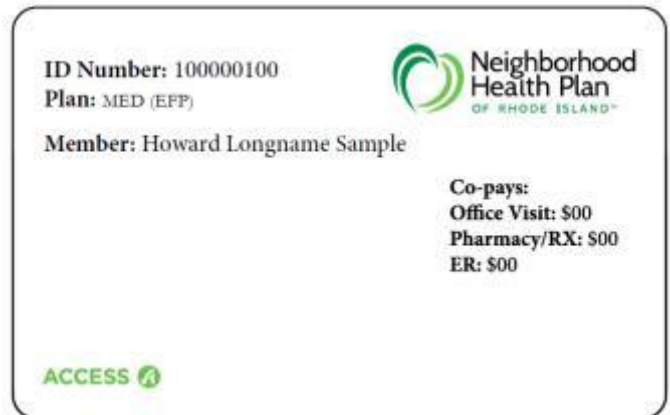 ID Number: 100000100
Plan: MED (EFP)
Member: Howard Longname Sample
Neighborhood
Health Plan
OF RHODE ISLAND™
Co-pays:
Office Visit: $00
Pharmacy/RX: $00
ER: $00
ACCESS